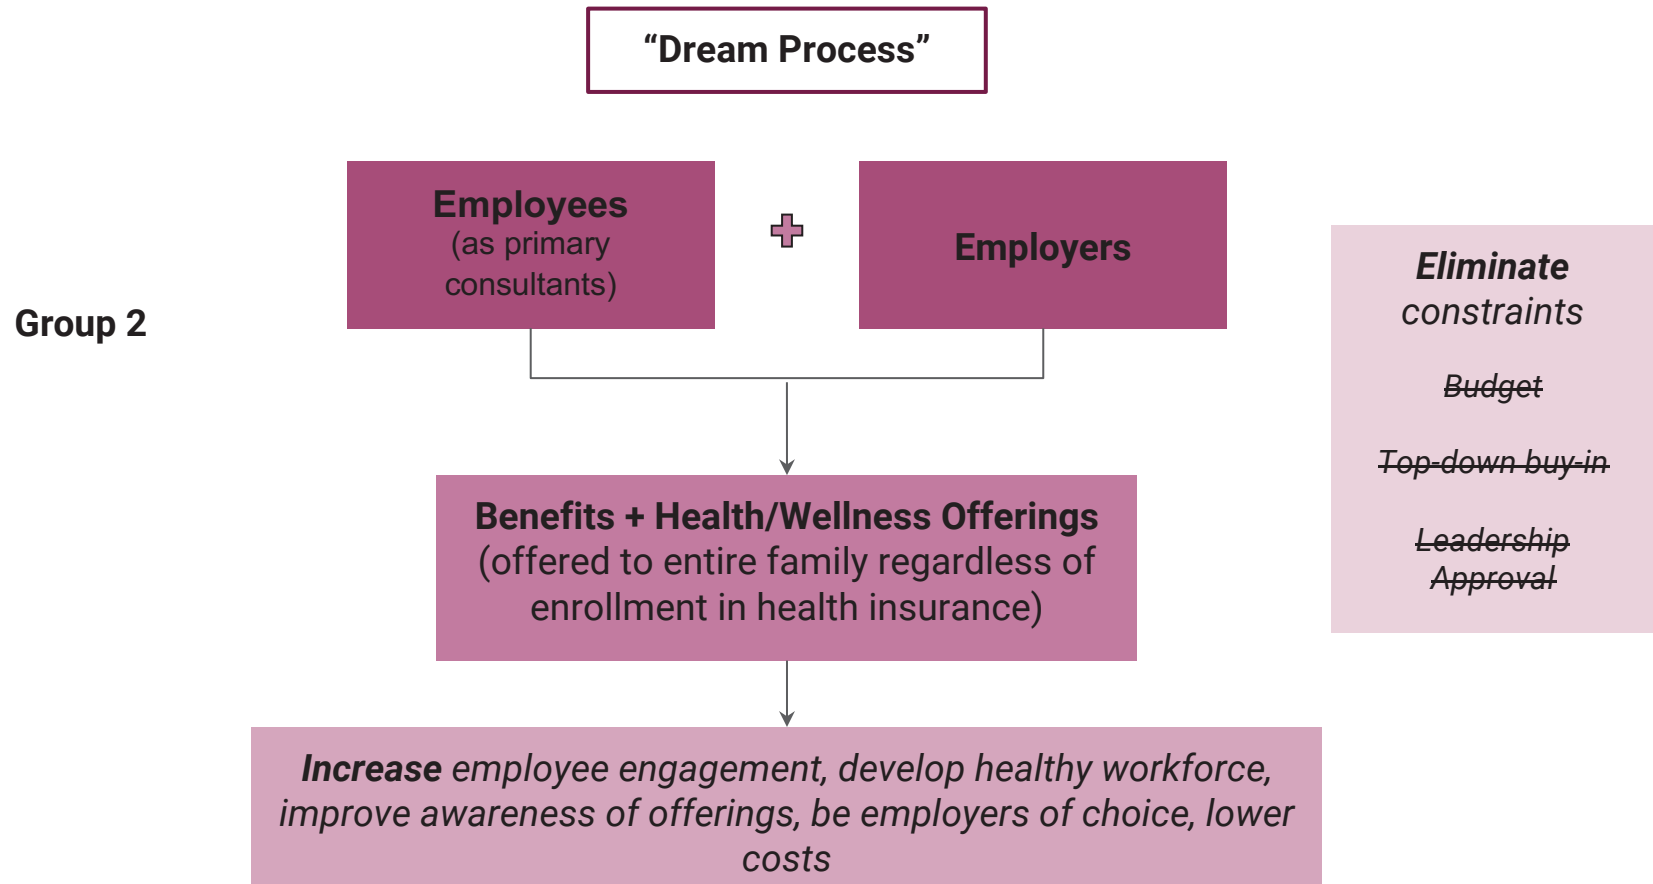 “Dream Process”
Employees
(as primary
consultants)
Employers
Group 2
Eliminate
constraints
Budget
Top-down buy-in
Leadership
Approval
Benefits + Health/Wellness Offerings
(offered to entire family regardless of
enrollment in health insurance)
Increase employee engagement, develop healthy workforce,
improve awareness of offerings, be employers of choice, lower
costs